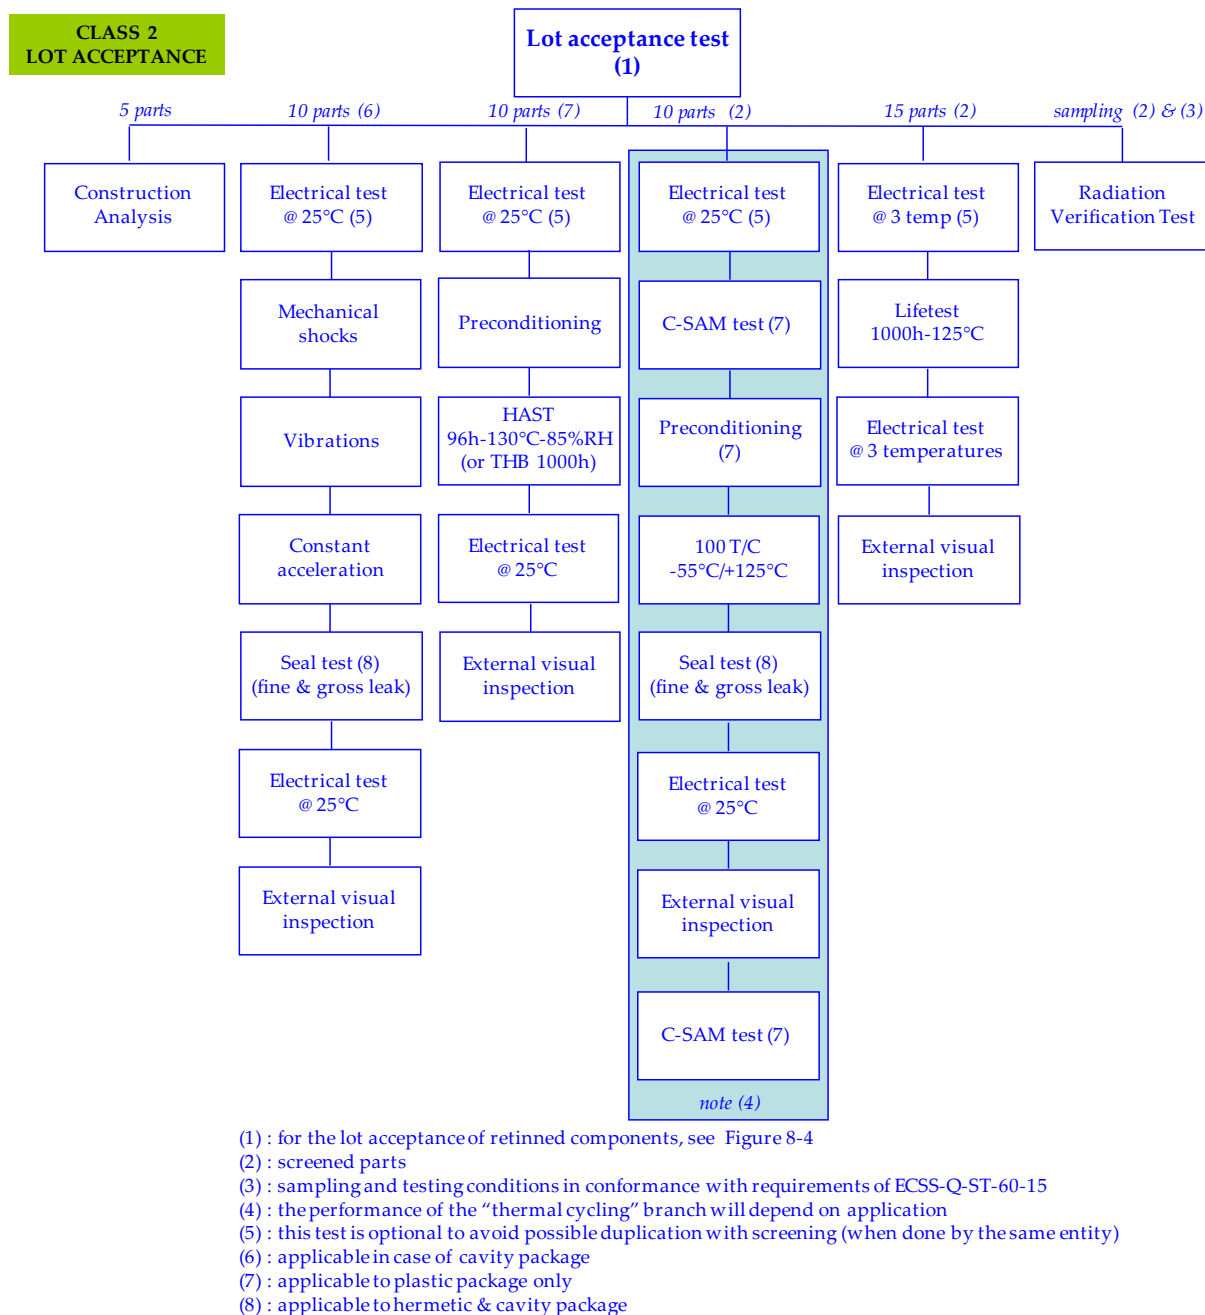 CLASS 2
LOT ACCEPTANCE
Lot acceptance test
(1)
5 parts
10 parts (6)
10 parts (7)
10 parts (2)
15 parts (2)
sampling (2) & (3)
Construction
Analysis
Electrical test
@ 25°C (5)
Mechanical
shocks
Vibrations
Constant
acceleration
Seal test (8)
(fine & gross leak)
Electrical test
@ 25°C
External visual
inspection
Electrical test
@ 25°C (5)
Preconditioning
HAST
96h-130°C-85%RH
(or THB 1000h)
Electrical test
@ 25°C
External visual
inspection
Electrical test
@ 25°C (5)
C-SAM test (7)
Preconditioning
(7)
100 T/C
-55°C/+125°C
Seal test (8)
(fine & gross leak)
Electrical test
@ 25°C
External visual
inspection
C-SAM test (7)
note (4)
Electrical test
@ 3 temp (5)
Lifetest
1000h-125°C
Electrical test
@ 3 temperatures
External visual
inspection
Radiation
Verification Test
(1) : for the lot acceptance of retinned components, see Figure 8-4
(2) : screened parts
(3) : sampling and testing conditions in conformance with requirements of ECSS-Q-ST-60-15
(4) : the performance of the “thermal cycling” branch will depend on application
(5) : this test is optional to avoid possible duplication with screening (when done by the same entity)
(6) : applicable in case of cavity package
(7) : applicable to plastic package only
(8) : applicable to hermetic & cavity package